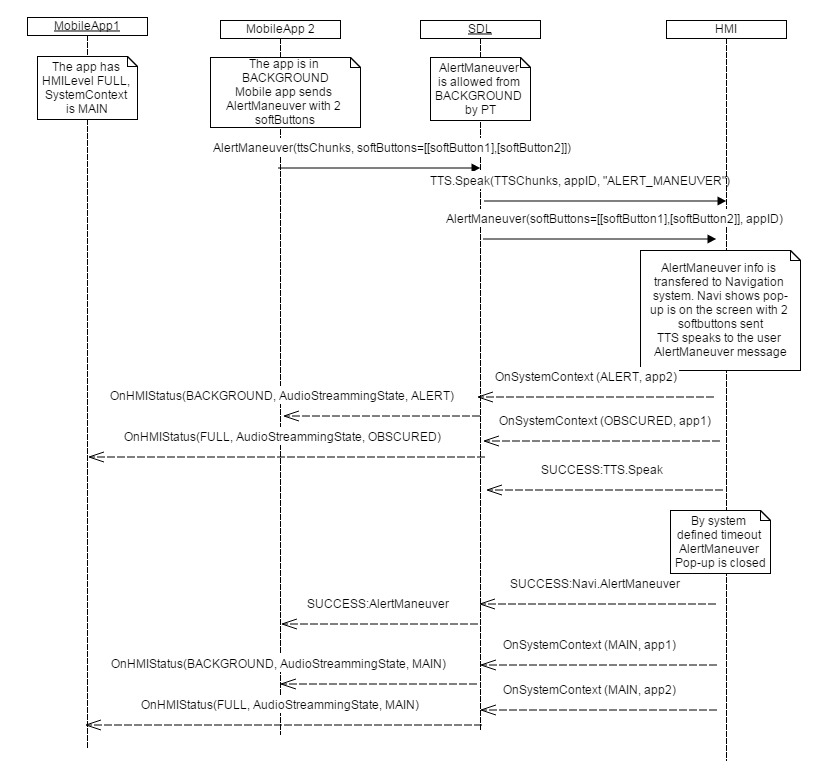 MobileApp1
MobileApp 2
SDL
HMI
The app has
HMILevel FULL,
SystemContext
is MAIN
The app is in
BACKGROUND
Mobile app sends
AlertManeuver with 2
softButtons
AlertManeuver
is allowed from
BACKGROUND
by PT
AlertManeuver(ttsChunks, softButtons=[[softButton1],[softButton2]])
TTS.Speak(TTSChunks, appID, "ALERT_MANEUVER")
AlertManeuver(softButtons=[[softButton1],[softButton2]], appID)
AlertManeuver info is
transfered to Navigation
system. Navi shows pop-
up is on the screen with 2
softbuttons sent
TTS speaks to the user
AlertManeuver message
OnSystemContext (ALERT, app2)
OnHMIStatus(BACKGROUND, AudioStreammingState, ALERT)
OnSystemContext (OBSCURED, app1)
OnHMIStatus(FULL, AudioStreammingState, OBSCURED)
SUCCESS:TTS.Speak
By system
defined timeout
AlertManeuver
Pop-up is closed
SUCCESS:Navi.AlertManeuver
SUCCESS:AlertManeuver
OnSystemContext (MAIN, app1)
OnHMIStatus(BACKGROUND, AudioStreammingState, MAIN)
OnSystemContext (MAIN, app2)
OnHMIStatus(FULL, AudioStreammingState, MAIN)